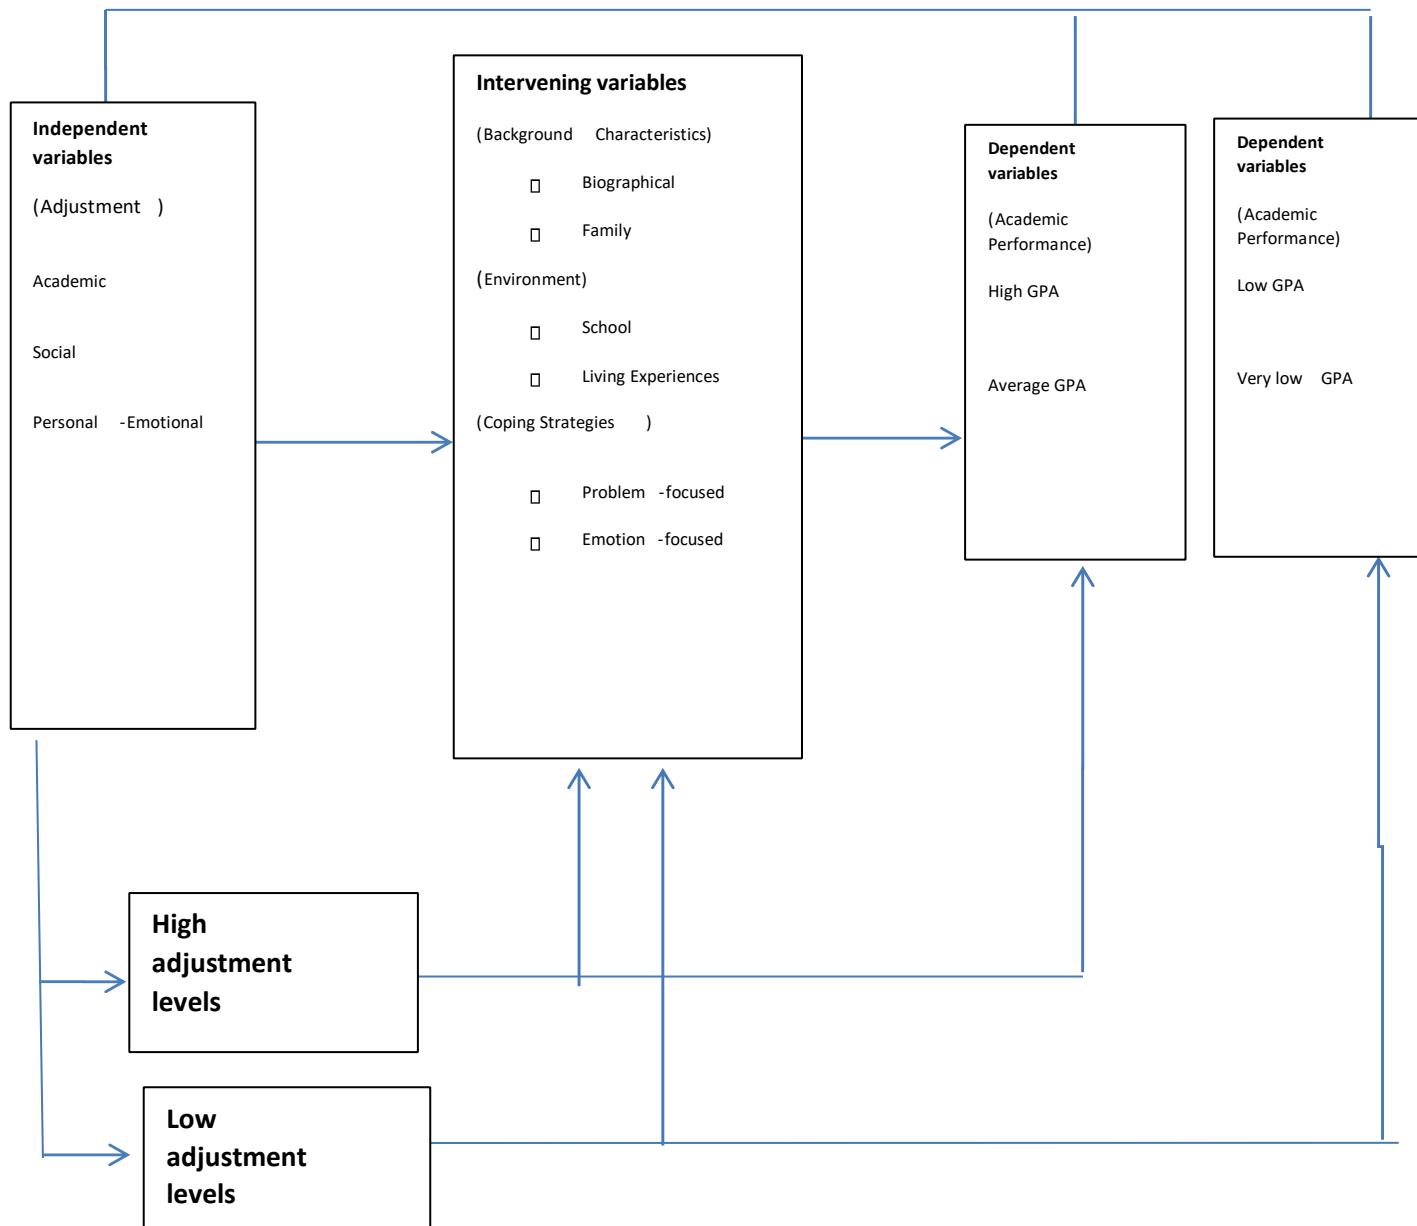 Independent
variables
(Adjustment )
Academic
Social
Personal -Emotional
Intervening variables
(Background Characteristics)
Biographical
Family
(Environment)
School
Living Experiences
(Coping Strategies )
Problem -focused
Emotion -focused
Dependent
variables
(Academic
Performance)
High GPA
Average GPA
Dependent
variables
(Academic
Performance)
Low GPA
Very low GPA
High
adjustment
levels
Low
adjustment
levels